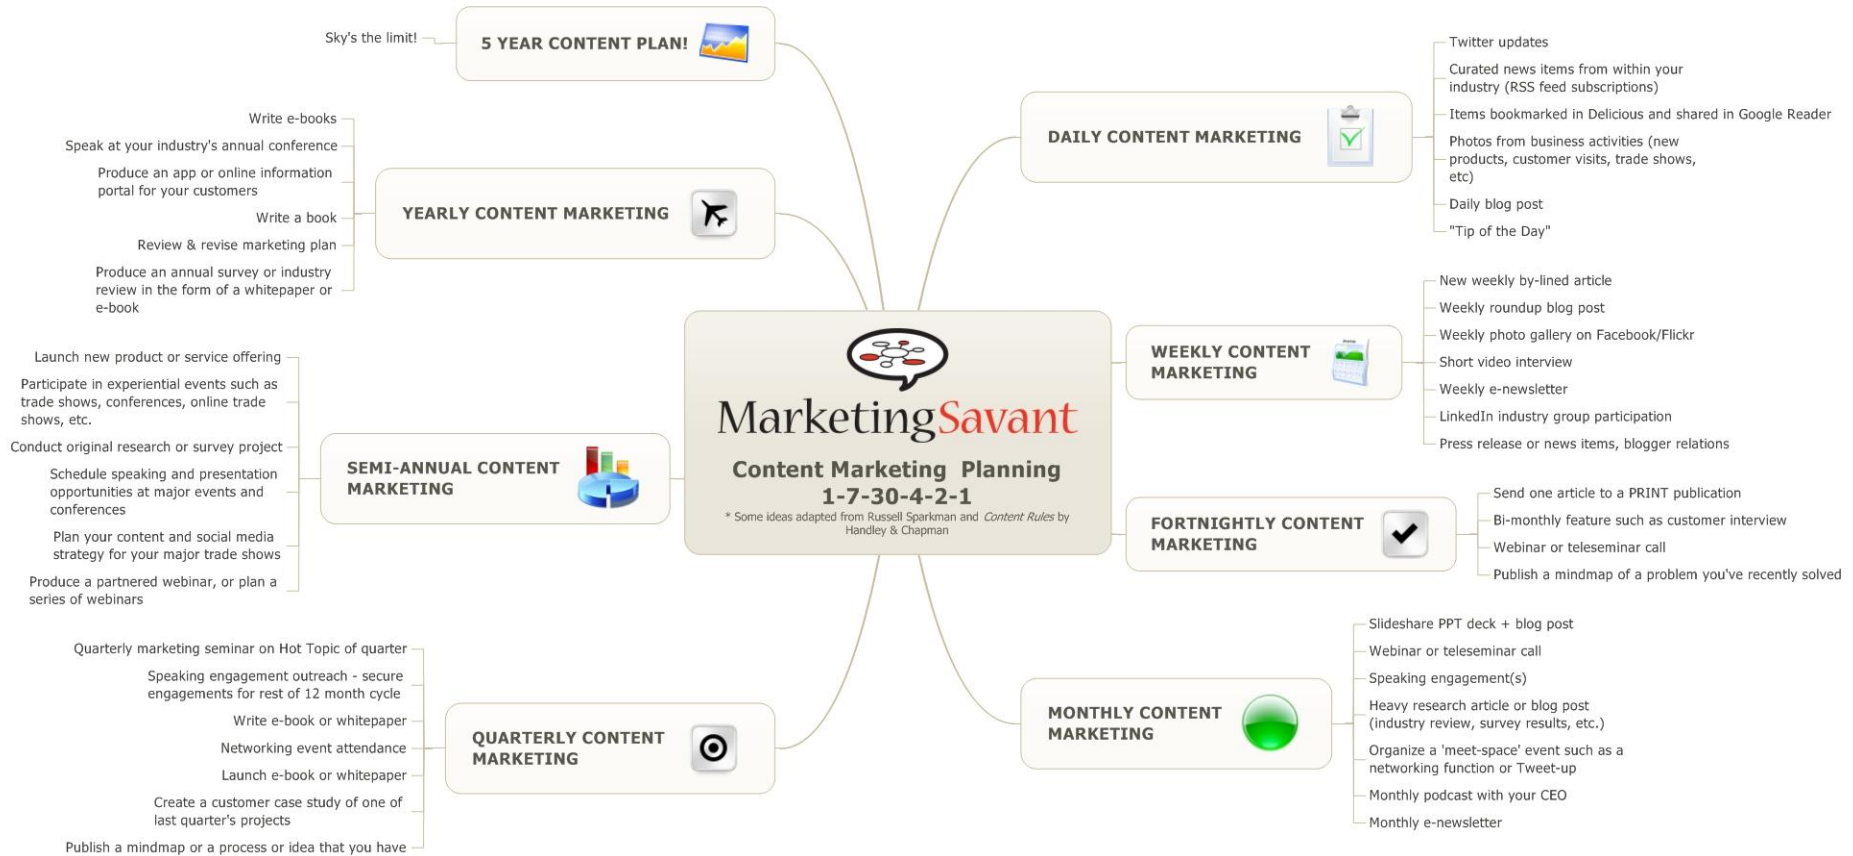 MarketingSavant
Content Marketing  Planning
1-7-30-4-2-1
* Some ideas adapted from Russell Sparkman and Content Rules by
Handley & Chapman
DAILY CONTENT MARKETING
Twitter updates
Curated news items from within your
industry (RSS feed subscriptions)
Items bookmarked in Delicious and shared in Google Reader
Photos from business activities (new
products, customer visits, trade shows,
etc)
Daily blog post
"Tip of the Day"
WEEKLY CONTENT
MARKETING
New weekly by-lined article
Weekly roundup blog post
Weekly photo gallery on Facebook/Flickr
Short video interview
Weekly e-newsletter
LinkedIn industry group participation
Press release or news items, blogger relations
FORTNIGHTLY CONTENT
MARKETING
Send one article to a PRINT publication
Bi-monthly feature such as customer interview
Webinar or teleseminar call
Publish a mindmap of a problem you've recently solved
MONTHLY CONTENT
MARKETING
Slideshare PPT deck + blog post
Webinar or teleseminar call
Speaking engagement(s)
Heavy research article or blog post
(industry review, survey results, etc.)
Organize a 'meet-space' event such as a
networking function or Tweet-up
Monthly podcast with your CEO
Monthly e-newsletter
QUARTERLY CONTENT
MARKETING
Quarterly marketing seminar on Hot Topic of quarter
Speaking engagement outreach - secure
engagements for rest of 12 month cycle
Write e-book or whitepaper
Networking event attendance
Launch e-book or whitepaper
Create a customer case study of one of
last quarter's projects
Publish a mindmap or a process or idea that you have
SEMI-ANNUAL CONTENT
MARKETING
Launch new product or service offering
Participate in experiential events such as
trade shows, conferences, online trade
shows, etc.
Conduct original research or survey project
Schedule speaking and presentation
opportunities at major events and
conferences
Plan your content and social media
strategy for your major trade shows
Produce a partnered webinar, or plan a
series of webinars
YEARLY CONTENT MARKETING
Write e-books
Speak at your industry's annual conference
Produce an app or online information
portal for your customers
Write a book
Review & revise marketing plan
Produce an annual survey or industry
review in the form of a whitepaper or
e-book
5 YEAR CONTENT PLAN!
Sky's the limit!